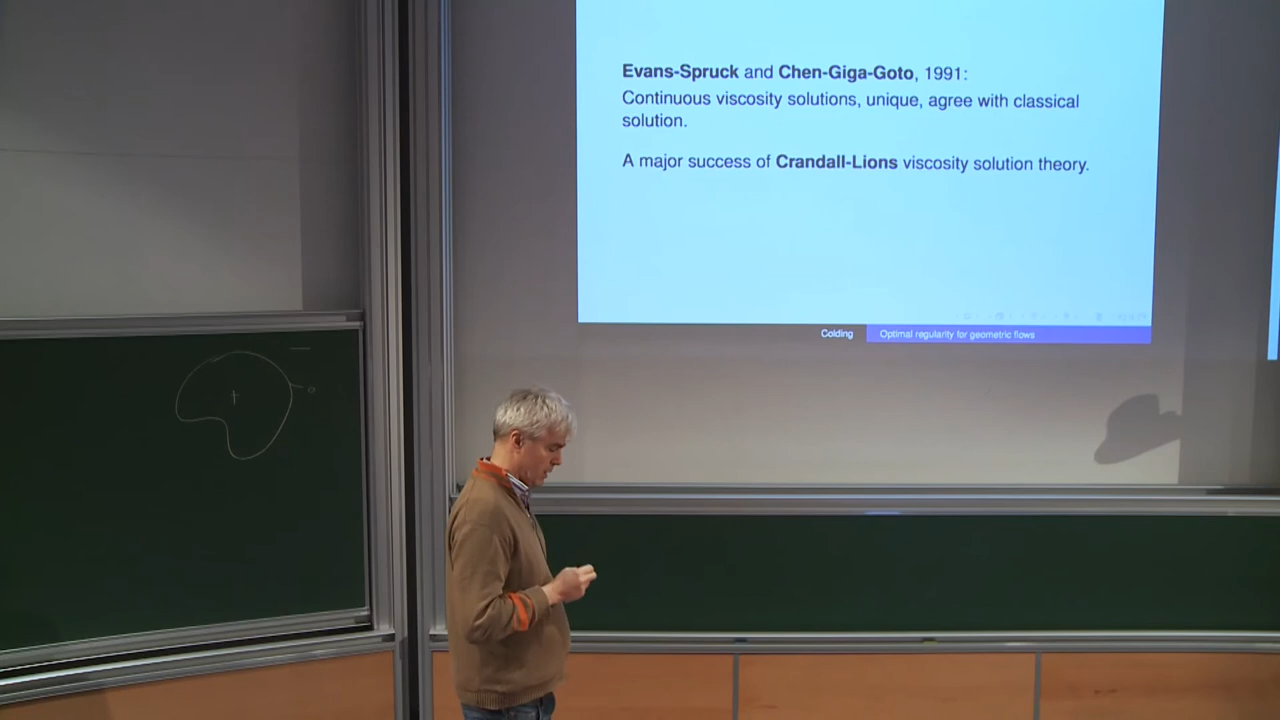 Evans-Spruck and Chen-Giga-Goto, 1991:
Continuous viscosity solutions, unique, agree with classical
solution.
A major success of Crandall-Lions viscosity solution theory.
Colding
Optimal regularity for geometric flows